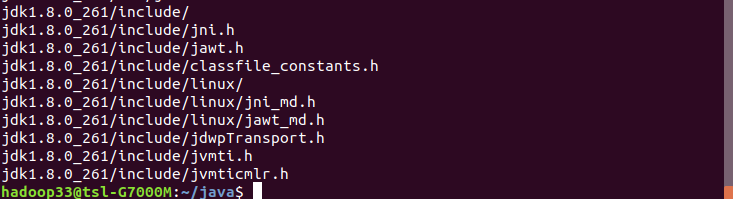 jdk1.8.0_261/include/
jdk1.8.0_261/include/jni.h
jdk1.8.0_261/include/jawt.h
jdk1.8.0_261/include/classfile_constants.h
jdk1.8.0_261/include/linux/
jdk1.8.0_261/include/linux/jni_md.h
jdk1.8.0_261/include/linux/jawt_md.h
jdk1.8.0_261/include/jdwpTransport.h
jdk1.8.0_261/include/jvmti.h
jdk1.8.0_261/include/jvmticmlr.h
hadoop33@tsl-G7000M:~/java$